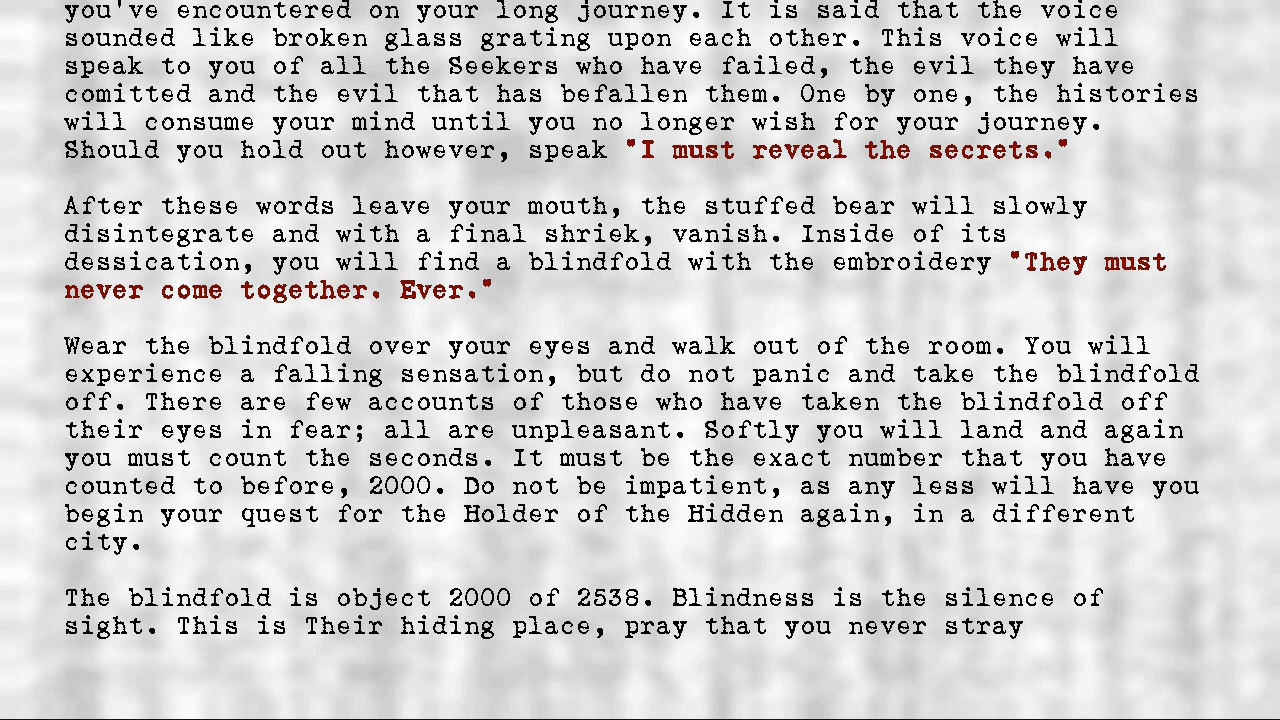 you've encountered on your long journey. It is said that the voice
sounded like broken glass grating upon each other. This voice will
speak to you of all the Seekers who have failed, the evil they have
comitted and the evil that has befallen them. One by one, the histories
will consume your mind until you no longer wish for your journey.
Should you hold out however, speak "I must reveal the secrets."
After these words leave your mouth, the stuffed bear will slowly
disintegrate and with a final shriek, vanish. Inside of its
dessication, you will find a blindfold with the embroidery "They must
never come together. Ever."
Wear the blindfold over your eyes and walk out of the room. You will
experience a falling sensation, but do not panic and take the blindfold
off. There are few accounts of those who have taken the blindfold off
their eyes in fear; all are unpleasant. Softly you will land and again
you must count the seconds. It must be the exact number that you have
counted to before, 2000. Do not be impatient, as any less will have you
begin your quest for the Holder of the Hidden again, in a different
city.
The blindfold is object 2000 of 2538. Blindness is the silence of
sight. This is Their hiding place, pray that you never stray